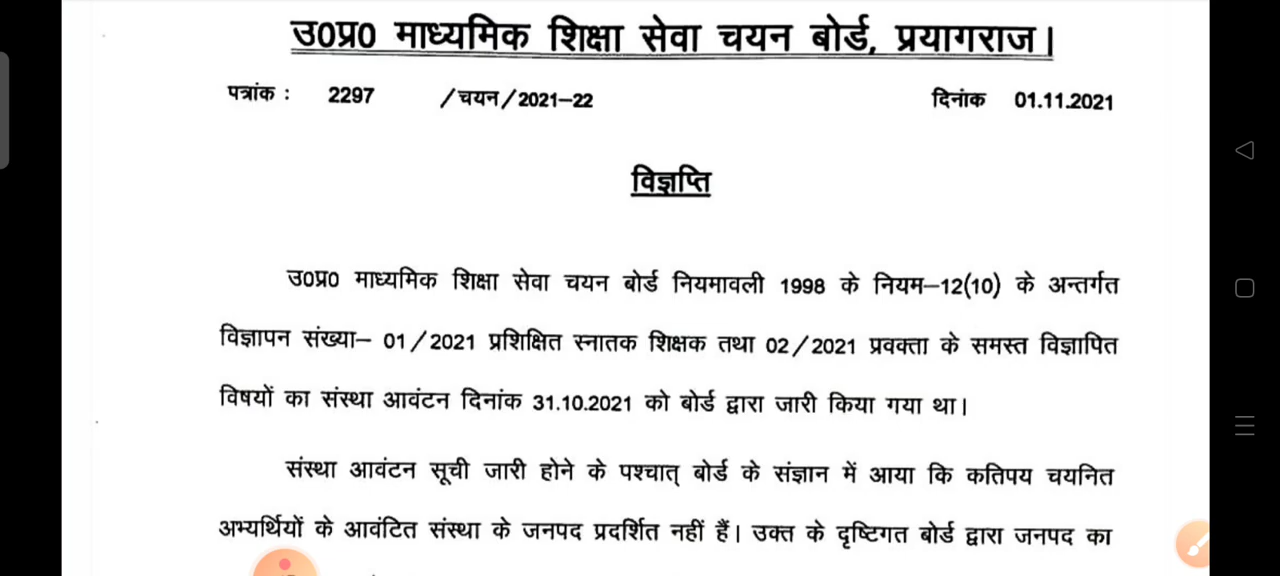 उ0प्र0 माध्यमिक शिक्षा सेवा चयन बोर्ड, प्रयागराज।
पत्रांक : 2297 /चयन/2021–22 दिनांक 01.11.2021
विज्ञप्ति
उ0प्र0 माध्यमिक शिक्षा सेवा चयन बोर्ड नियमावली 1998 के नियम–12(10) के अन्तर्गत
विज्ञापन संख्या– 01/2021 प्रशिक्षित स्नातक शिक्षक तथा 02/2021 प्रवक्ता के समस्त विज्ञापित
विषयों का संस्था आवंटन दिनांक 31.10.2021 को बोर्ड द्वारा जारी किया गया था।
संस्था आवंटन सूची जारी होने के पश्चात् बोर्ड के संज्ञान में आया कि कतिपय चयनित
अभ्यर्थियों के आवंटित संस्था के जनपद प्रदर्शित नहीं हैं। उक्त के दृष्टिगत बोर्ड द्वारा जनपद का